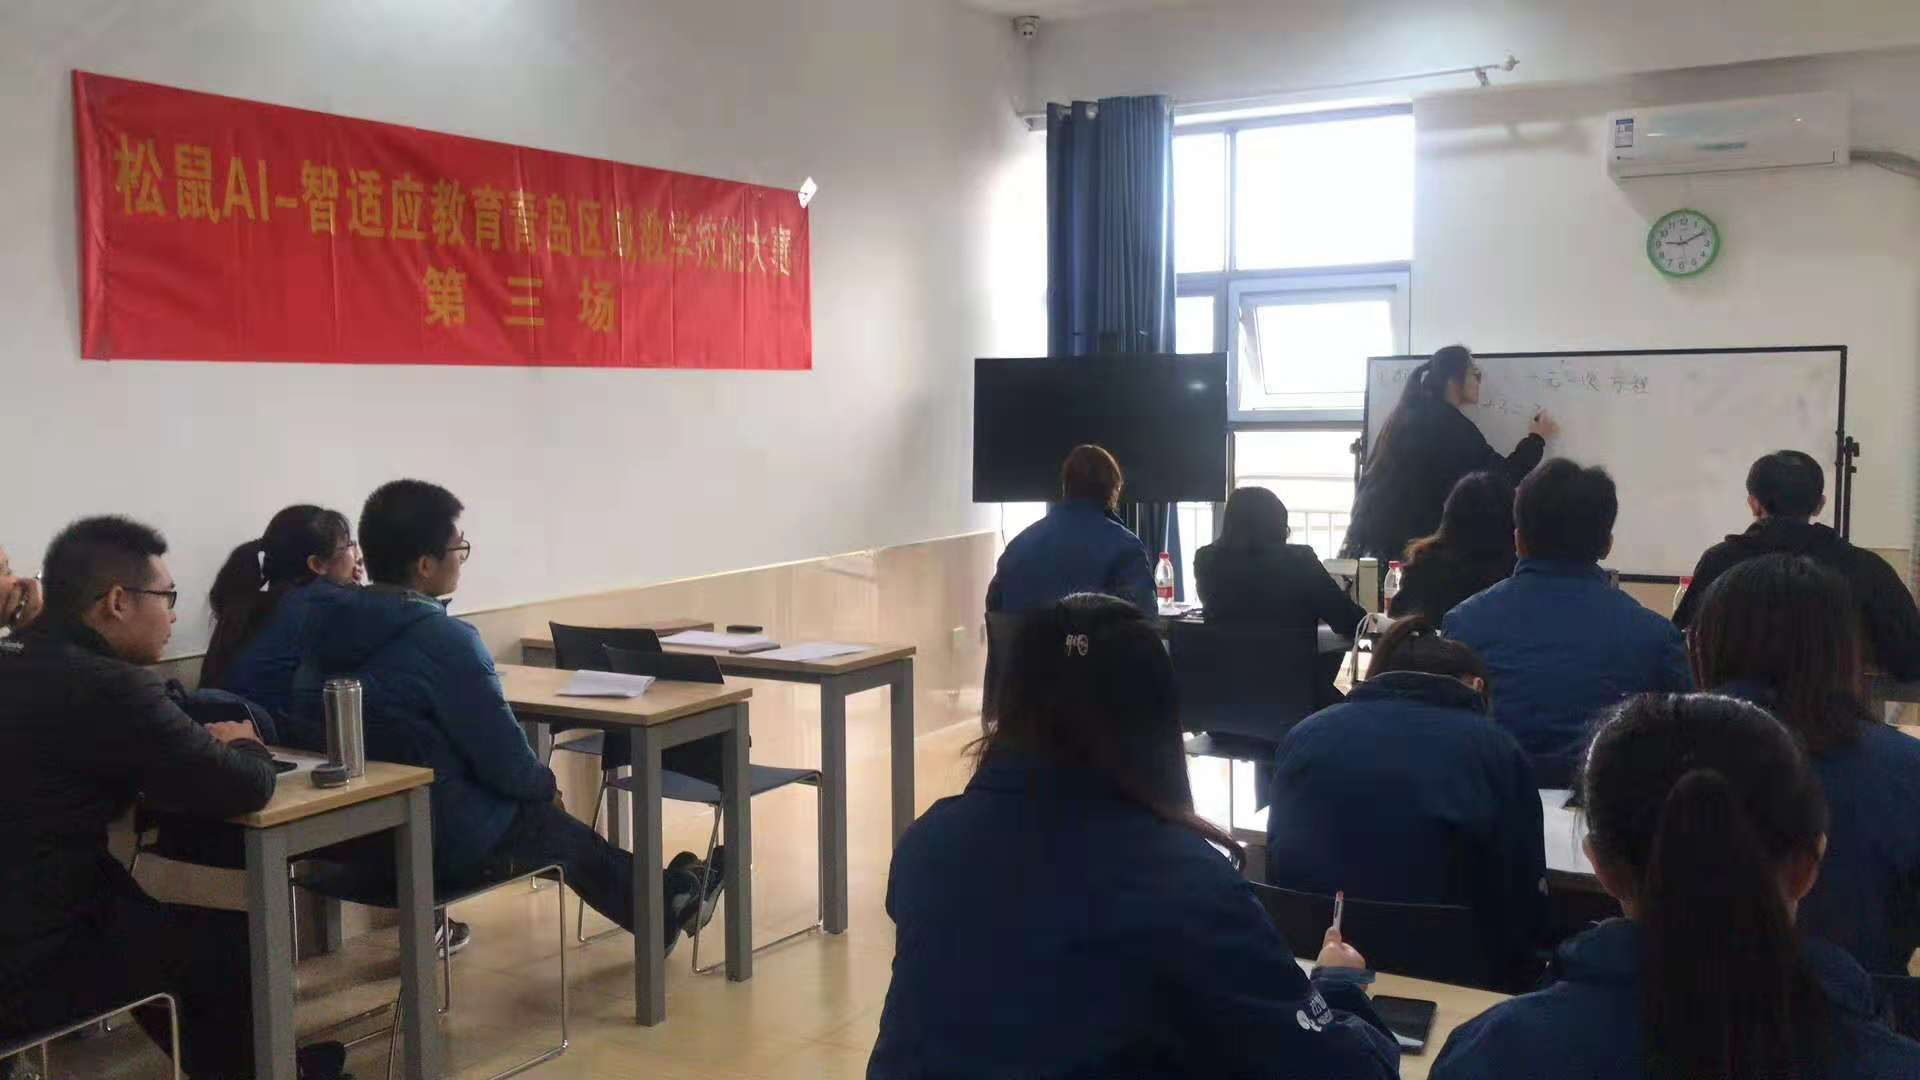 松鼠AI-智适应教育青岛区域教学技能大赛
第三场
一元一次方程